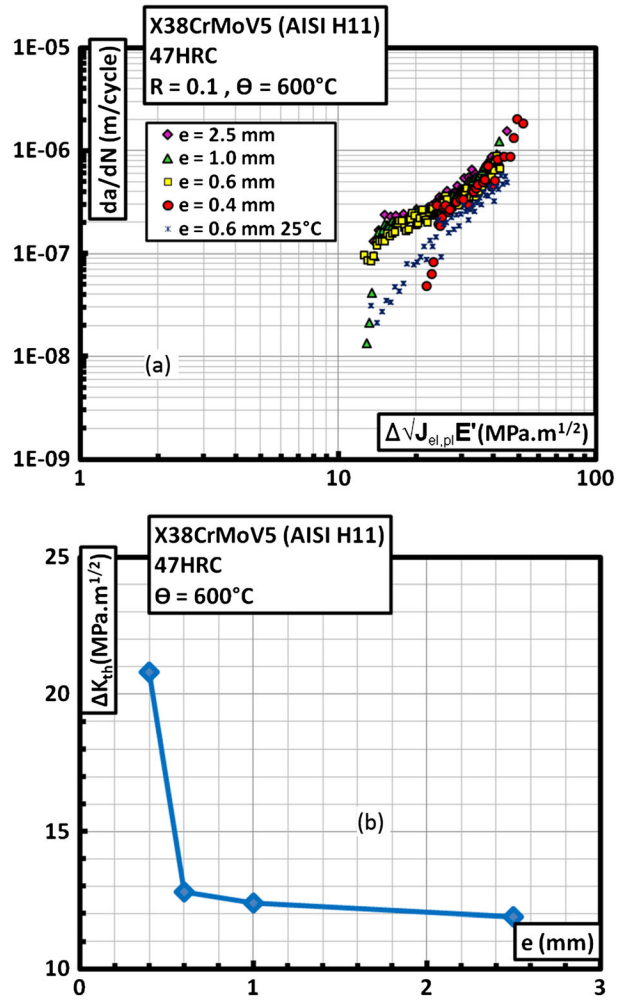 X38CrMoV5 (AISI H11)
47HRC
R = 0.1 , Θ = 600°C
da/dN (m/cycle)
1E-05
1E-06
1E-07
1E-08
1E-09
e = 2.5 mm
e = 1.0 mm
e = 0.6 mm
e = 0.4 mm
e = 0.6 mm 25°C
(a)
Δ√J el,pl E'(MPa.m1/2)
1 10 100
X38CrMoV5 (AISI H11)
47HRC
Θ = 600°C
ΔKth(MPa.m1/2)
25
20
15
10
(b)
e (mm)
0 1 2 3